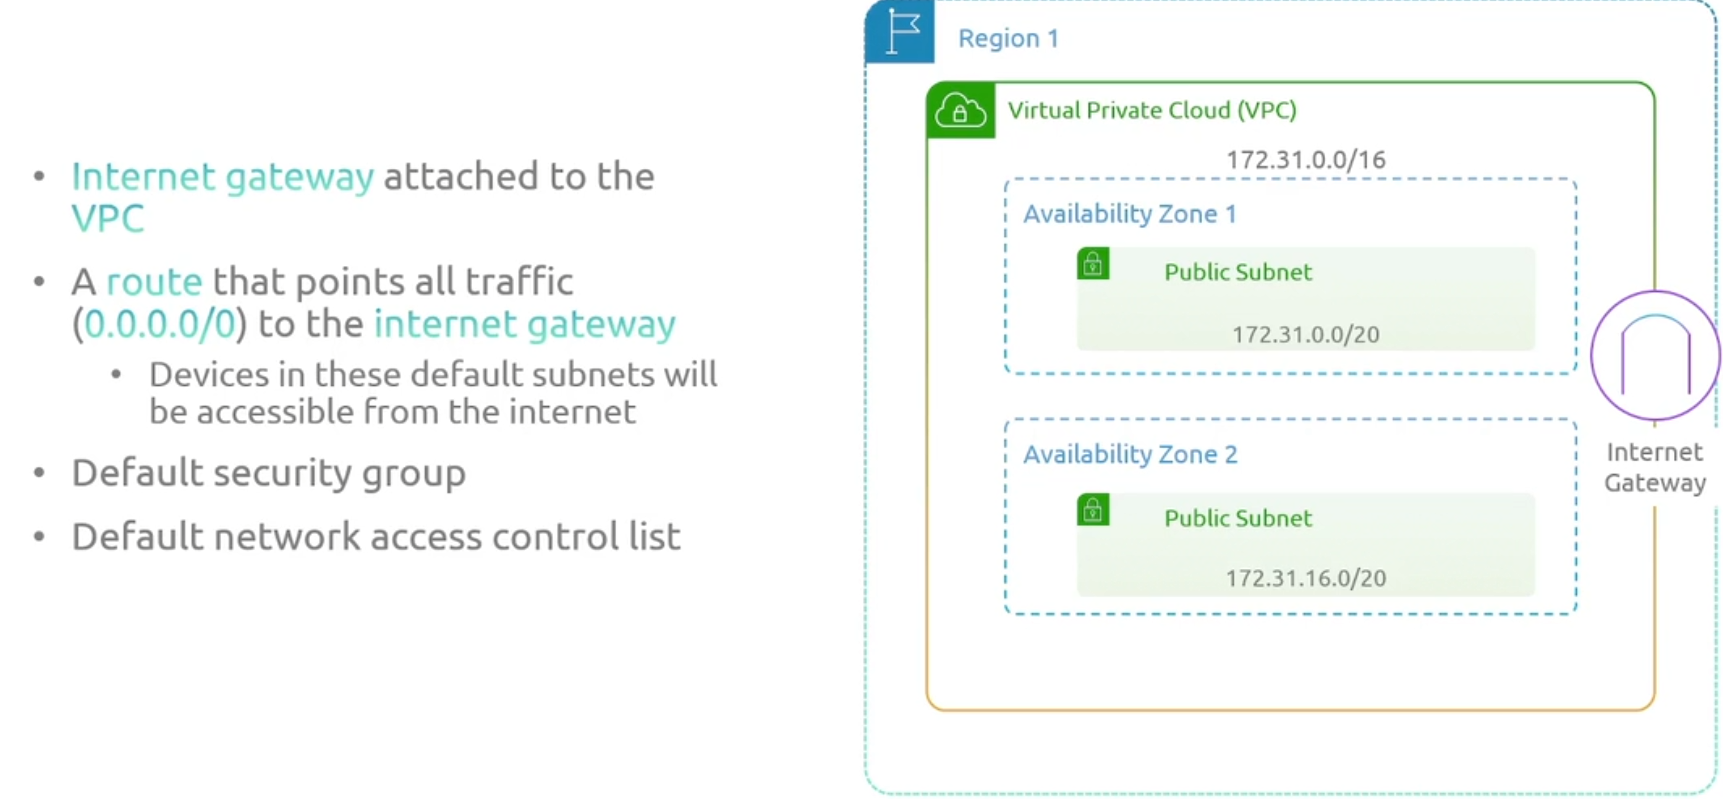 • Internet gateway attached to the
VPC
• A route that points all traffic
(0.0.0.0/0) to the internet gateway
• Devices in these default subnets will
be accessible from the internet
• Default security group
• Default network access control list
Region 1
Virtual Private Cloud (VPC)
172.31.0.0/16
Availability Zone 1
Public Subnet
172.31.0.0/20
Availability Zone 2
Public Subnet
172.31.16.0/20
Internet
Gateway